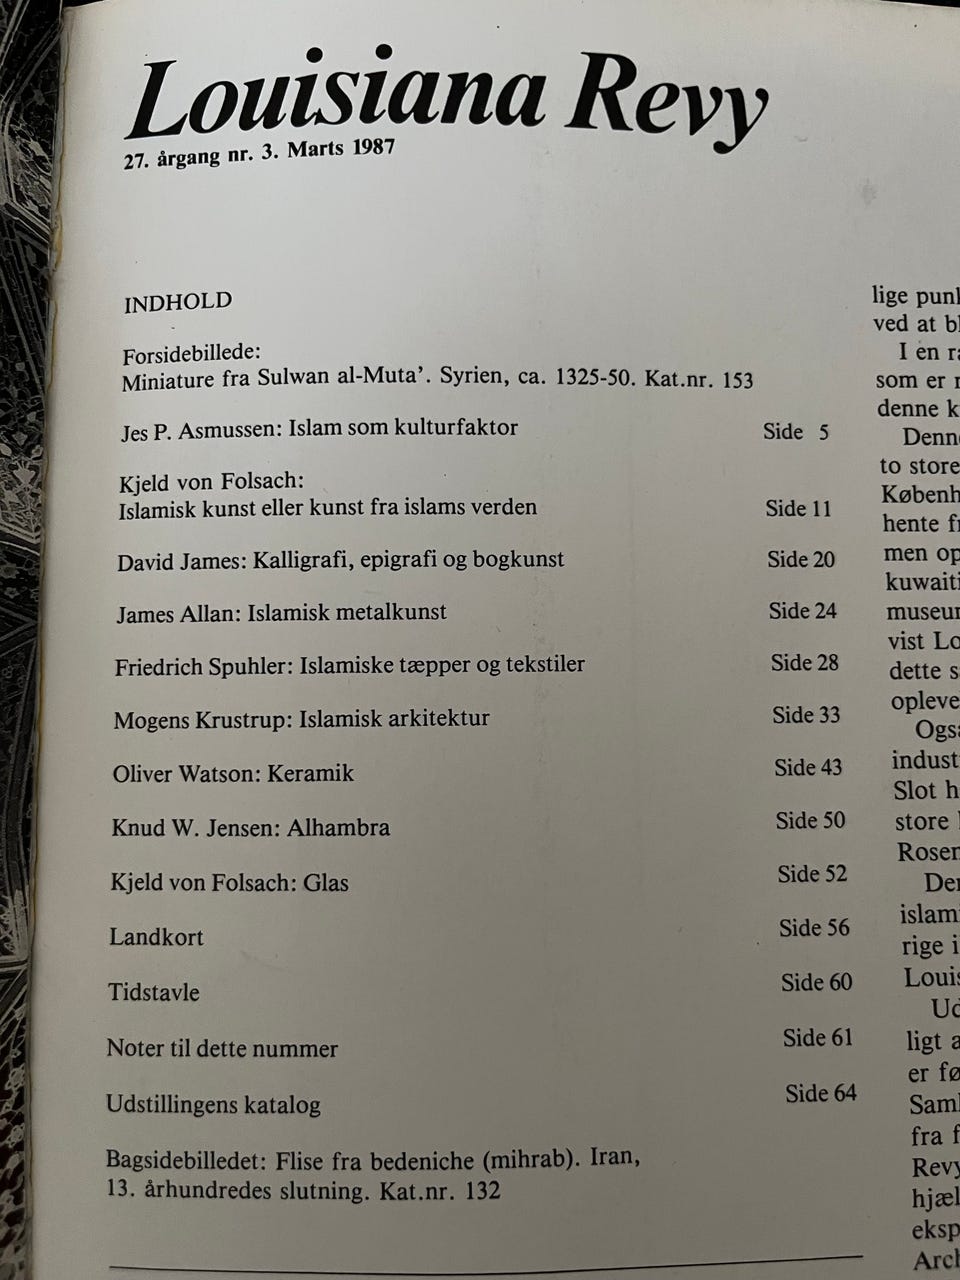 Louisiana Revy
27. årgang nr. 3. Marts 1987
INDHOLD
Forsidebillede:
Miniature fra Sulwan al-Muta’. Syrien, ca. 1325-50. Kat.nr. 153
Jes P. Asmussen: Islam som kulturfaktor Side 5
Kjeld von Folsach:
Islamisk kunst eller kunst fra islams verden Side 11
David James: Kalligrafi, epigrafi og bogkunst Side 20
James Allan: Islamisk metalkunst Side 24
Friedrich Spuhler: Islamiske tæpper og tekstiler Side 28
Mogens Krustrup: Islamisk arkitektur Side 33
Oliver Watson: Keramik Side 43
Knud W. Jensen: Alhambra Side 50
Kjeld von Folsach: Glas Side 52
Landkort Side 56
Tidstavle Side 60
Noter til dette nummer Side 61
Udstillingens katalog Side 64
Bagsidebilledet: Flise fra bedeniche (mihrab). Iran,
13. århundredes slutning. Kat.nr. 132
lige
ved at
I en
som er
denne
to store
hente
men
vist
dette
opleve
Slot
store
rige
ligt
er
fra